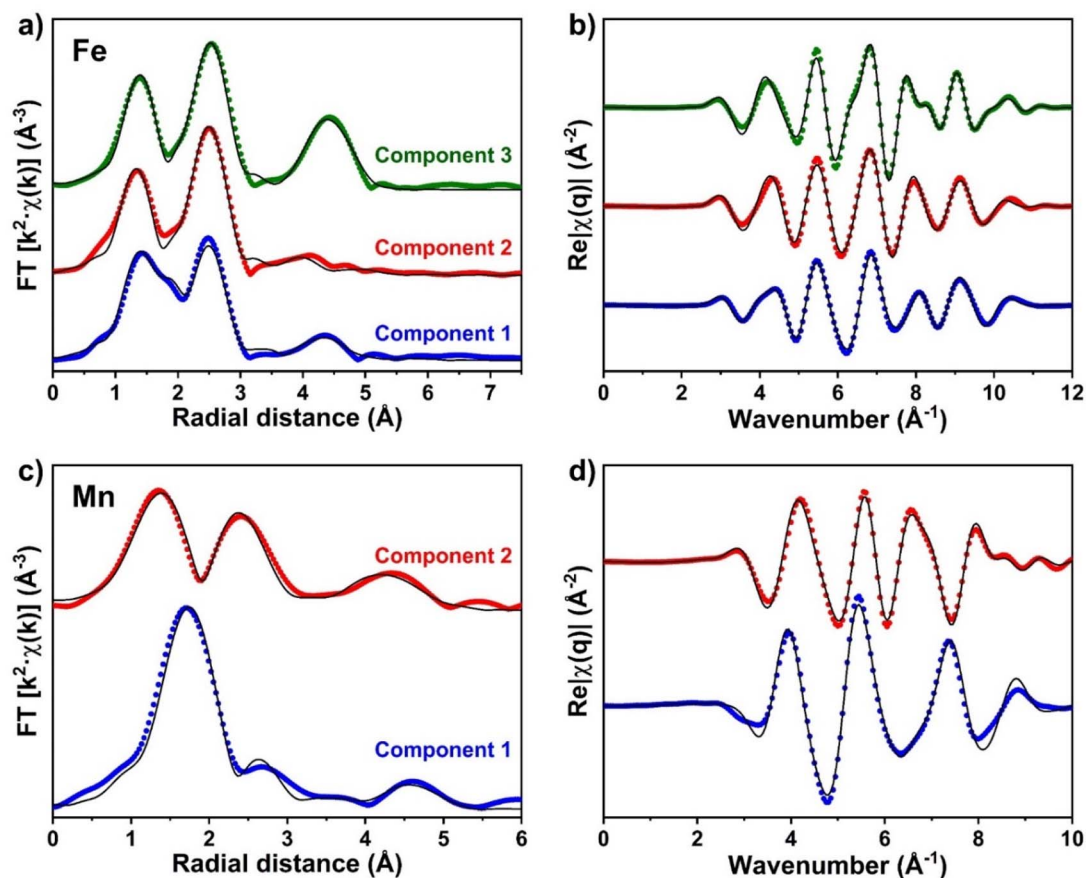 a) Fe
FT [k²·χ(k)] (Å⁻³)
Component 3
Component 2
Component 1
0 1 2 3 4 5 6 7
Radial distance (Å)
b)
Re|χ(q)| (Å⁻²)
0 2 4 6 8 10 12
Wavenumber (Å⁻¹)
c) Mn
FT [k²·χ(k)] (Å⁻³)
Component 2
Component 1
0 1 2 3 4 5 6
Radial distance (Å)
d)
Re|χ(q)| (Å⁻²)
0 2 4 6 8 10
Wavenumber (Å⁻¹)